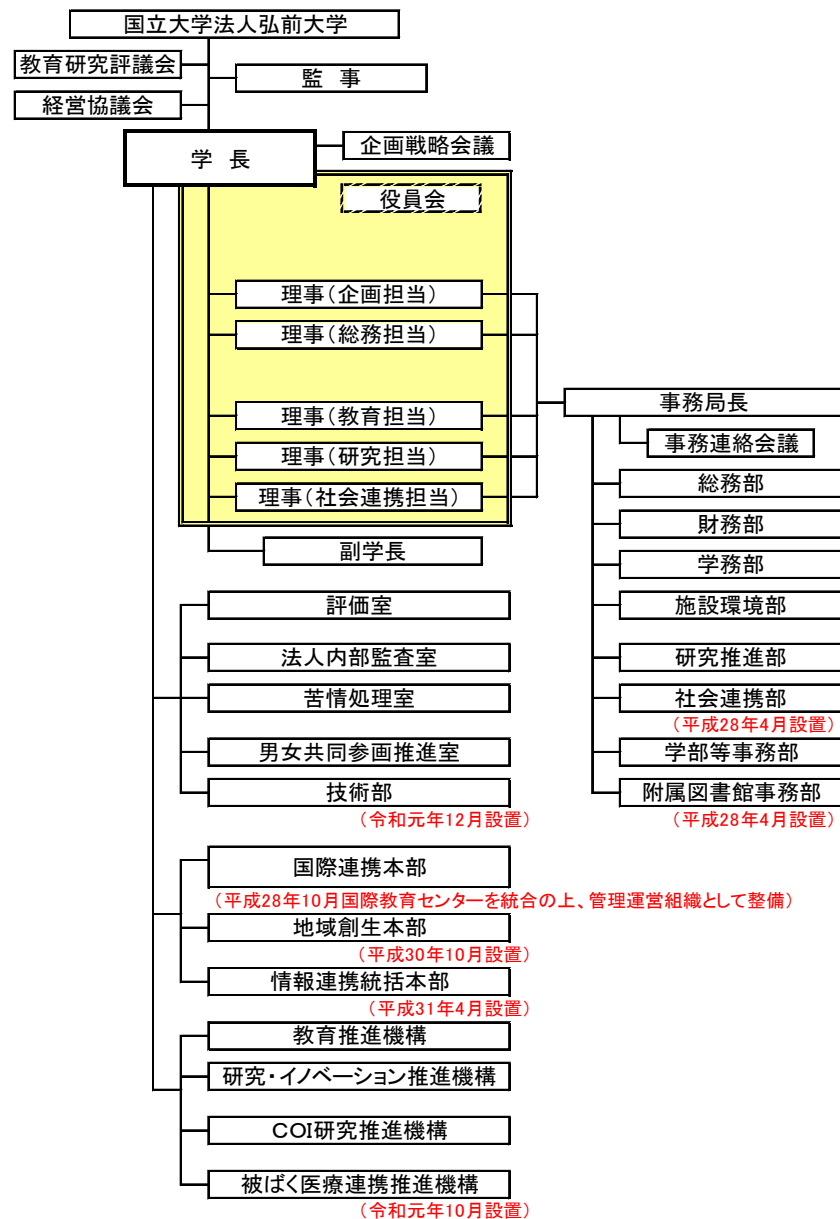 国立大学法人弘前大学
教育研究評議会
監　事
経営協議会
学　長
企画戦略会議
役員会
理事（企画担当）
理事（総務担当）
理事（教育担当）
理事（研究担当）
理事（社会連携担当）
副学長
事務局長
事務連絡会議
総務部
財務部
学務部
施設環境部
研究推進部
社会連携部
（平成28年4月設置）
学部等事務部
附属図書館事務部
（平成28年4月設置）
評価室
法人内部監査室
苦情処理室
男女共同参画推進室
技術部
（令和元年12月設置）
国際連携本部
（平成28年10月国際教育センターを統合の上、管理運営組織として整備）
地域創生本部
（平成30年10月設置）
情報連携統括本部
（平成31年4月設置）
教育推進機構
研究・イノベーション推進機構
COI研究推進機構
被ばく医療連携推進機構
（令和元年10月設置）